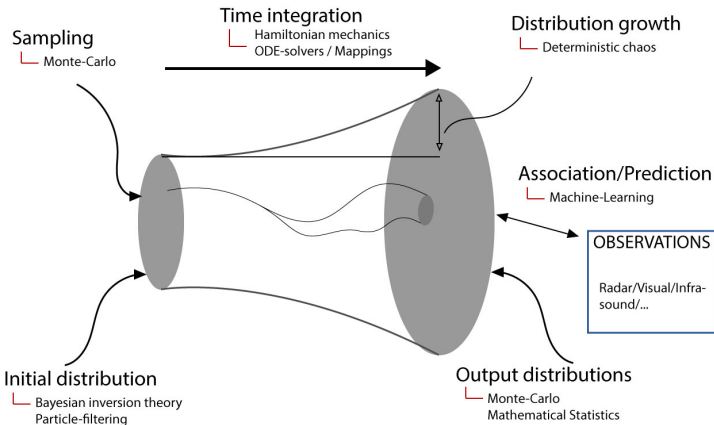 Time integration
Hamiltonian mechanics
ODE-solvers / Mappings
Sampling
Monte-Carlo
Distribution growth
Deterministic chaos
Association/Prediction
Machine-Learning
OBSERVATIONS
Radar/Visual/Infra-
sound/...
Initial distribution
Bayesian inversion theory
Particle-filtering
Output distributions
Monte-Carlo
Mathematical Statistics